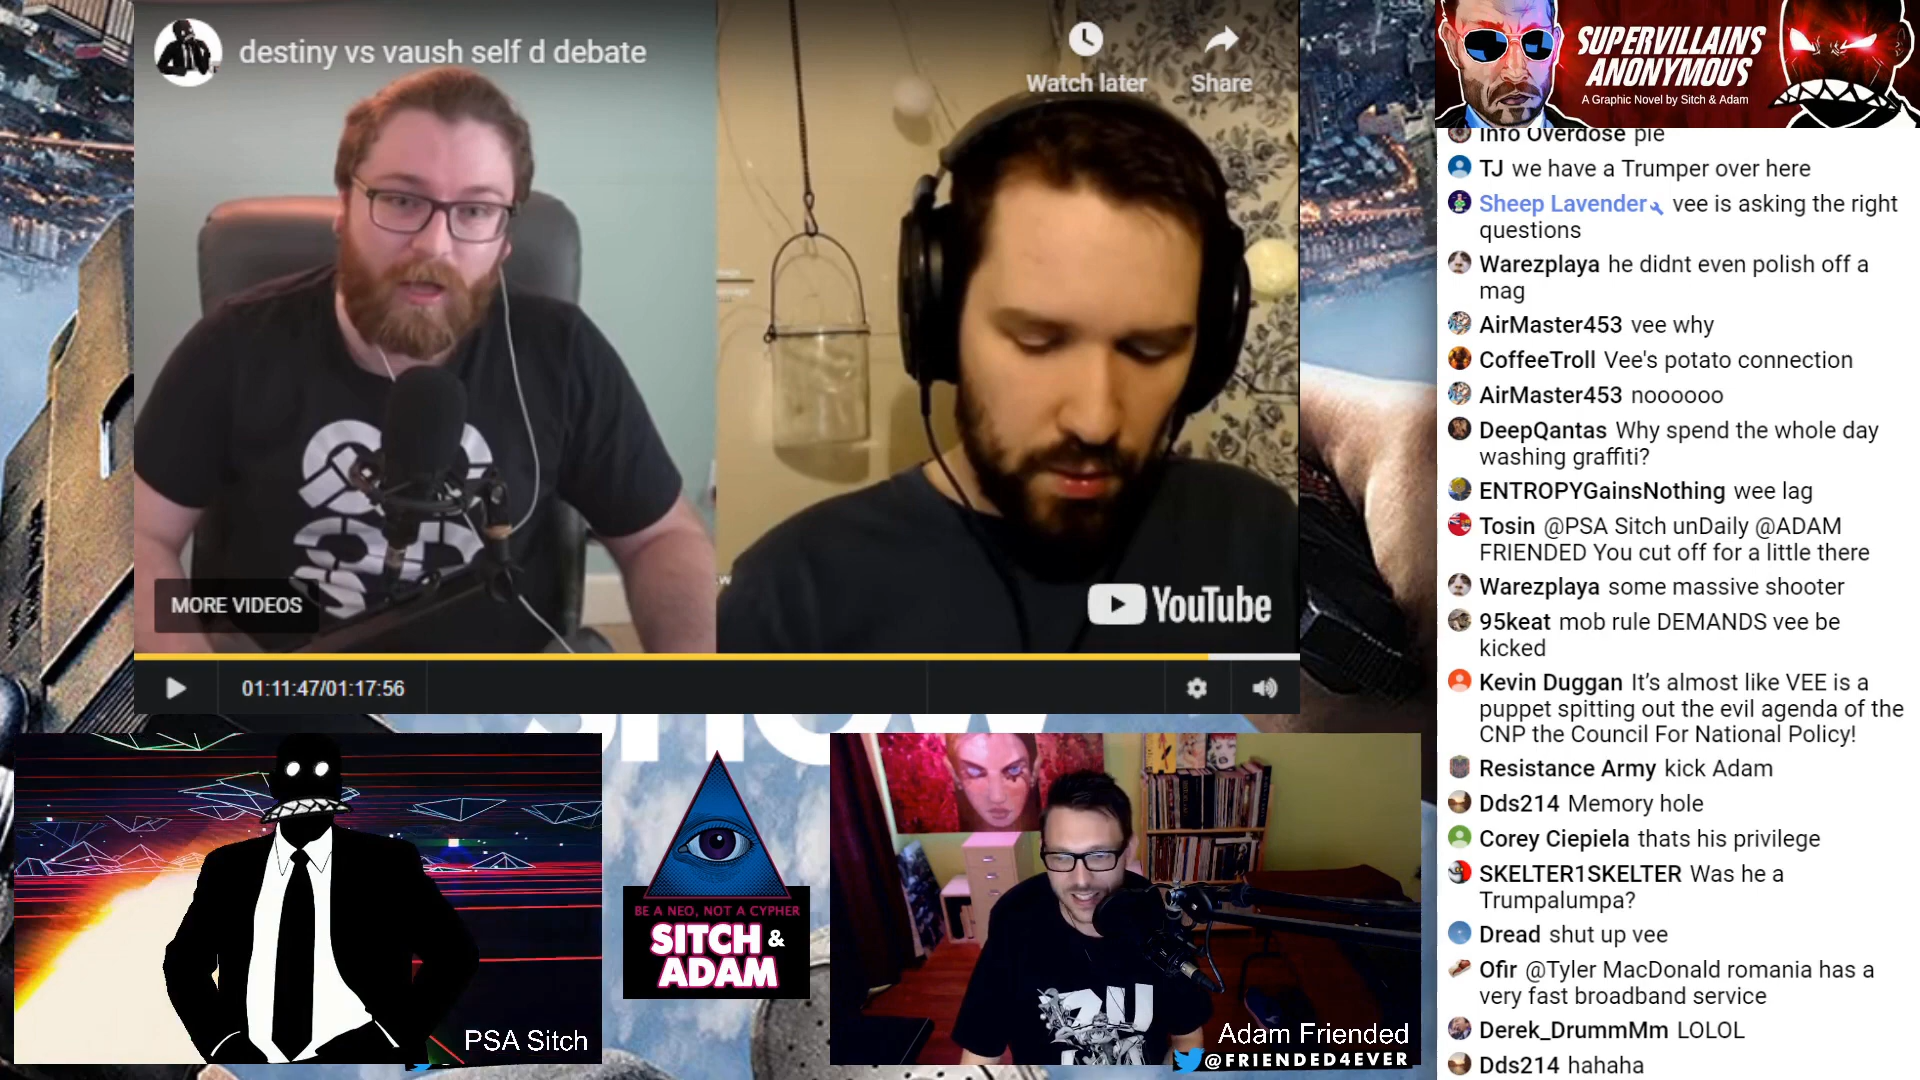 destiny vs vaush self d debate
Watch later
Share
MORE VIDEOS
YouTube
01:11:47/01:17:56
SHOW
PSA Sitch
BE A NEO, NOT A CYPHER
SITCH &
ADAM
Adam Friended
@FRIENDED4EVER
SUPERVILLAINS
ANONYMOUS
A Graphic Novel by Sitch & Adam
Info Overdose pie
TJ we have a Trumper over here
Sheep Lavender vee is asking the right
questions
Warezplaya he didnt even polish off a
mag
AirMaster453 vee why
CoffeeTroll Vee's potato connection
AirMaster453 noooooo
DeepQantas Why spend the whole day
washing graffiti?
ENTROPYGainsNothing wee lag
Tosin @PSA Sitch unDaily @ADAM
FRIENDED You cut off for a little there
Warezplaya some massive shooter
95keat mob rule DEMANDS vee be
kicked
Kevin Duggan It’s almost like VEE is a
puppet spitting out the evil agenda of the
CNP the Council For National Policy!
Resistance Army kick Adam
Dds214 Memory hole
Corey Ciepiela thats his privilege
SKELTER1SKELTER Was he a
Trumpalumpa?
Dread shut up vee
Ofir @Tyler MacDonald romania has a
very fast broadband service
Derek_DrummMm LOLOL
Dds214 hahaha